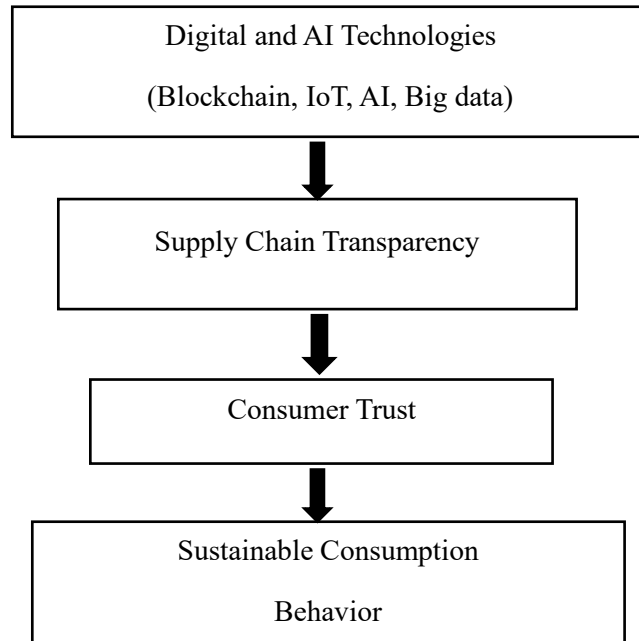 Digital and AI Technologies
(Blockchain, IoT, AI, Big data)
Supply Chain Transparency
Consumer Trust
Sustainable Consumption
Behavior